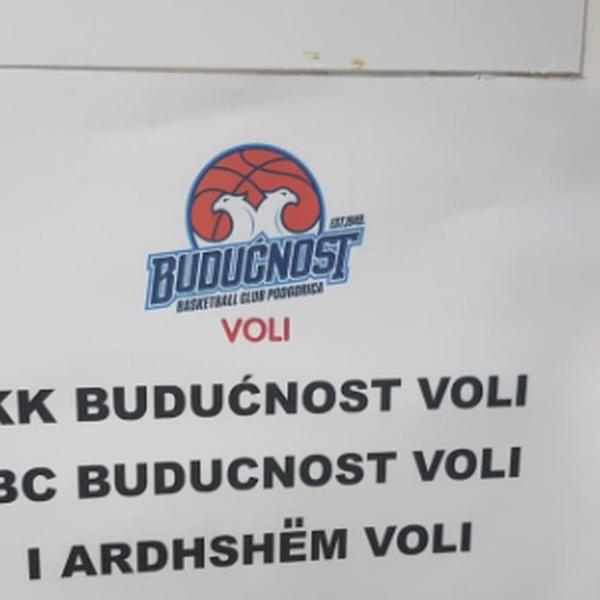 EST.1949.
BUDUĆNOST
BASKETBALL CLUB PODGORICA
VOLI
KK BUDUĆNOST VOLI
BC BUDUCNOST VOLI
I ARDHSHËM VOLI